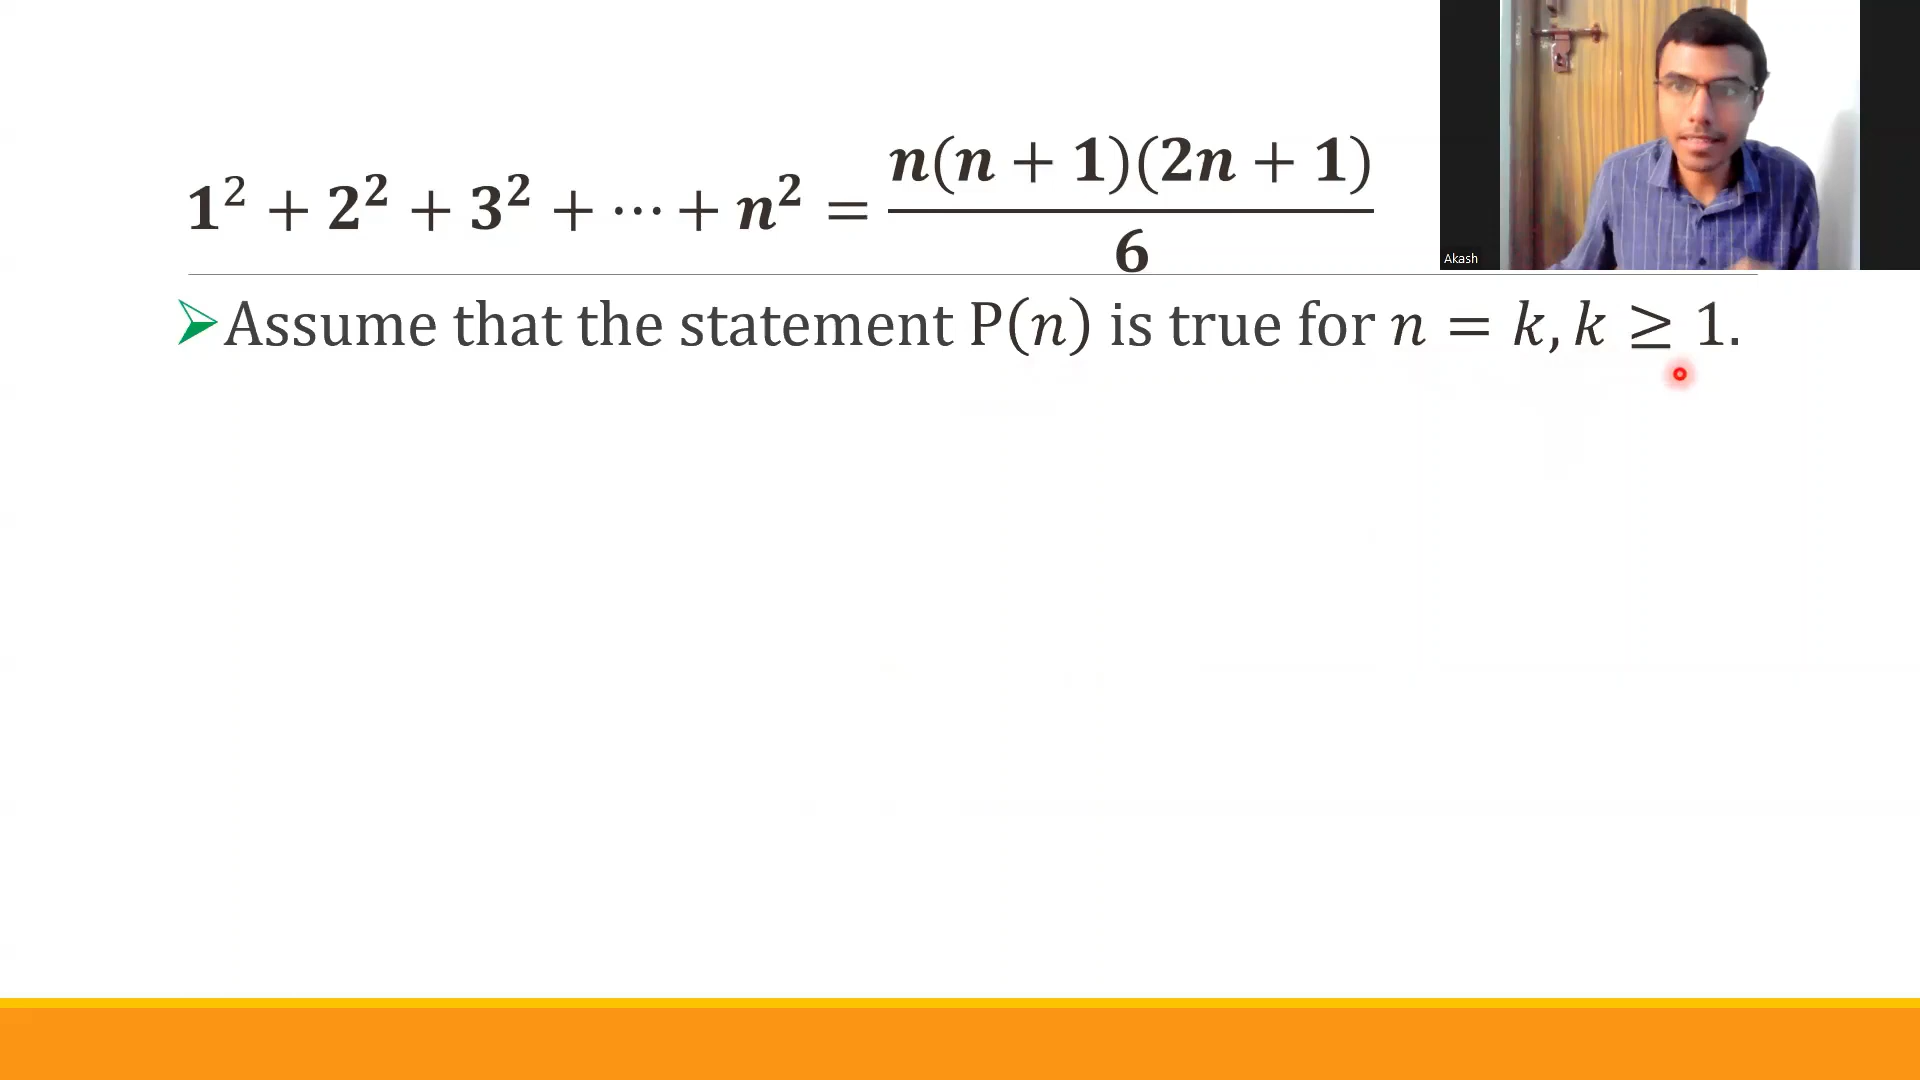 1² + 2² + 3² + ⋯ + n² = n(n + 1)(2n + 1) / 6
Akash
➢Assume that the statement P(n) is true for n = k, k ≥ 1.